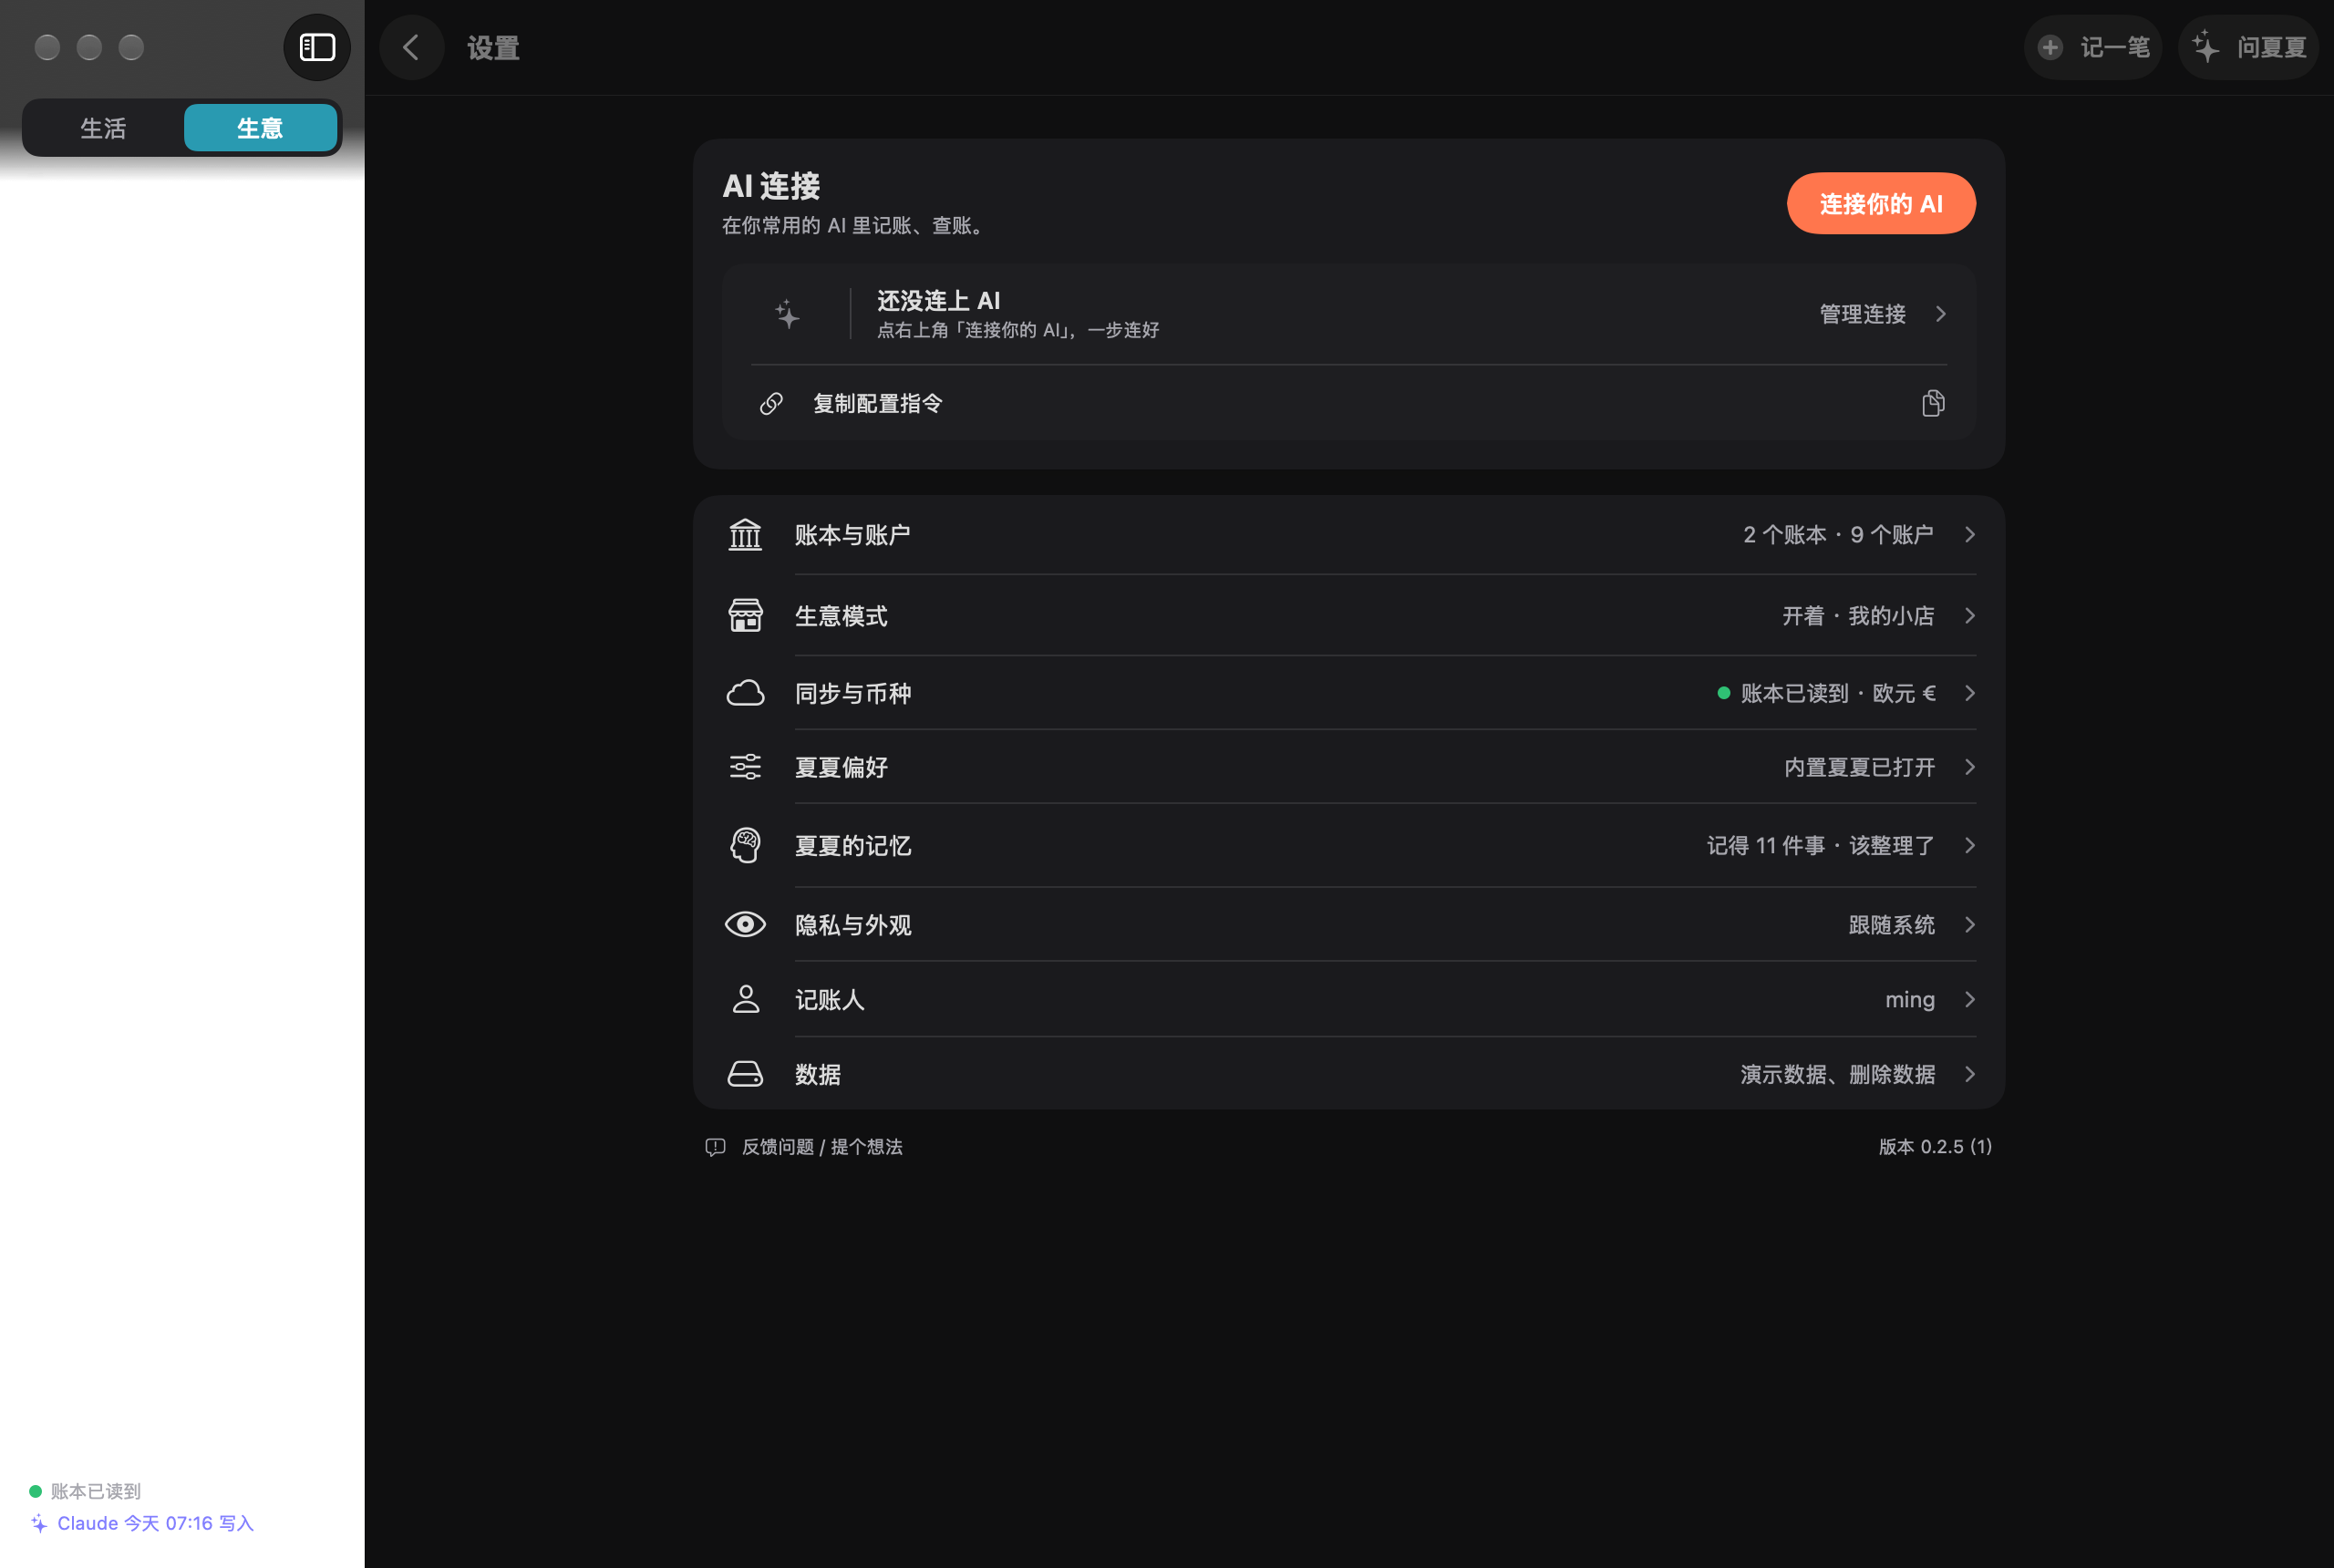 设置
记一笔
问夏夏
生活
生意
AI 连接
在你常用的 AI 里记账、查账。
连接你的 AI
还没连上 AI
点右上角「连接你的 AI」，一步连好
管理连接
复制配置指令
账本与账户
2 个账本 · 9 个账户
生意模式
开着 · 我的小店
同步与币种
账本已读到 · 欧元 €
夏夏偏好
内置夏夏已打开
夏夏的记忆
记得 11 件事 · 该整理了
隐私与外观
跟随系统
记账人
ming
数据
演示数据、删除数据
反馈问题 / 提个想法
版本 0.2.5 (1)
账本已读到
Claude 今天 07:16 写入